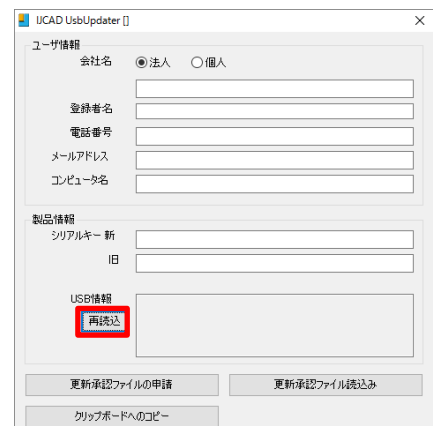 IJCAD UsbUpdater []
ユーザ情報
会社名 法人 個人
登録者名
電話番号
メールアドレス
コンピュータ名
製品情報
シリアルキー 新
旧
USB情報
再読込
更新承認ファイルの申請 更新承認ファイル読込み
クリップボードへのコピー